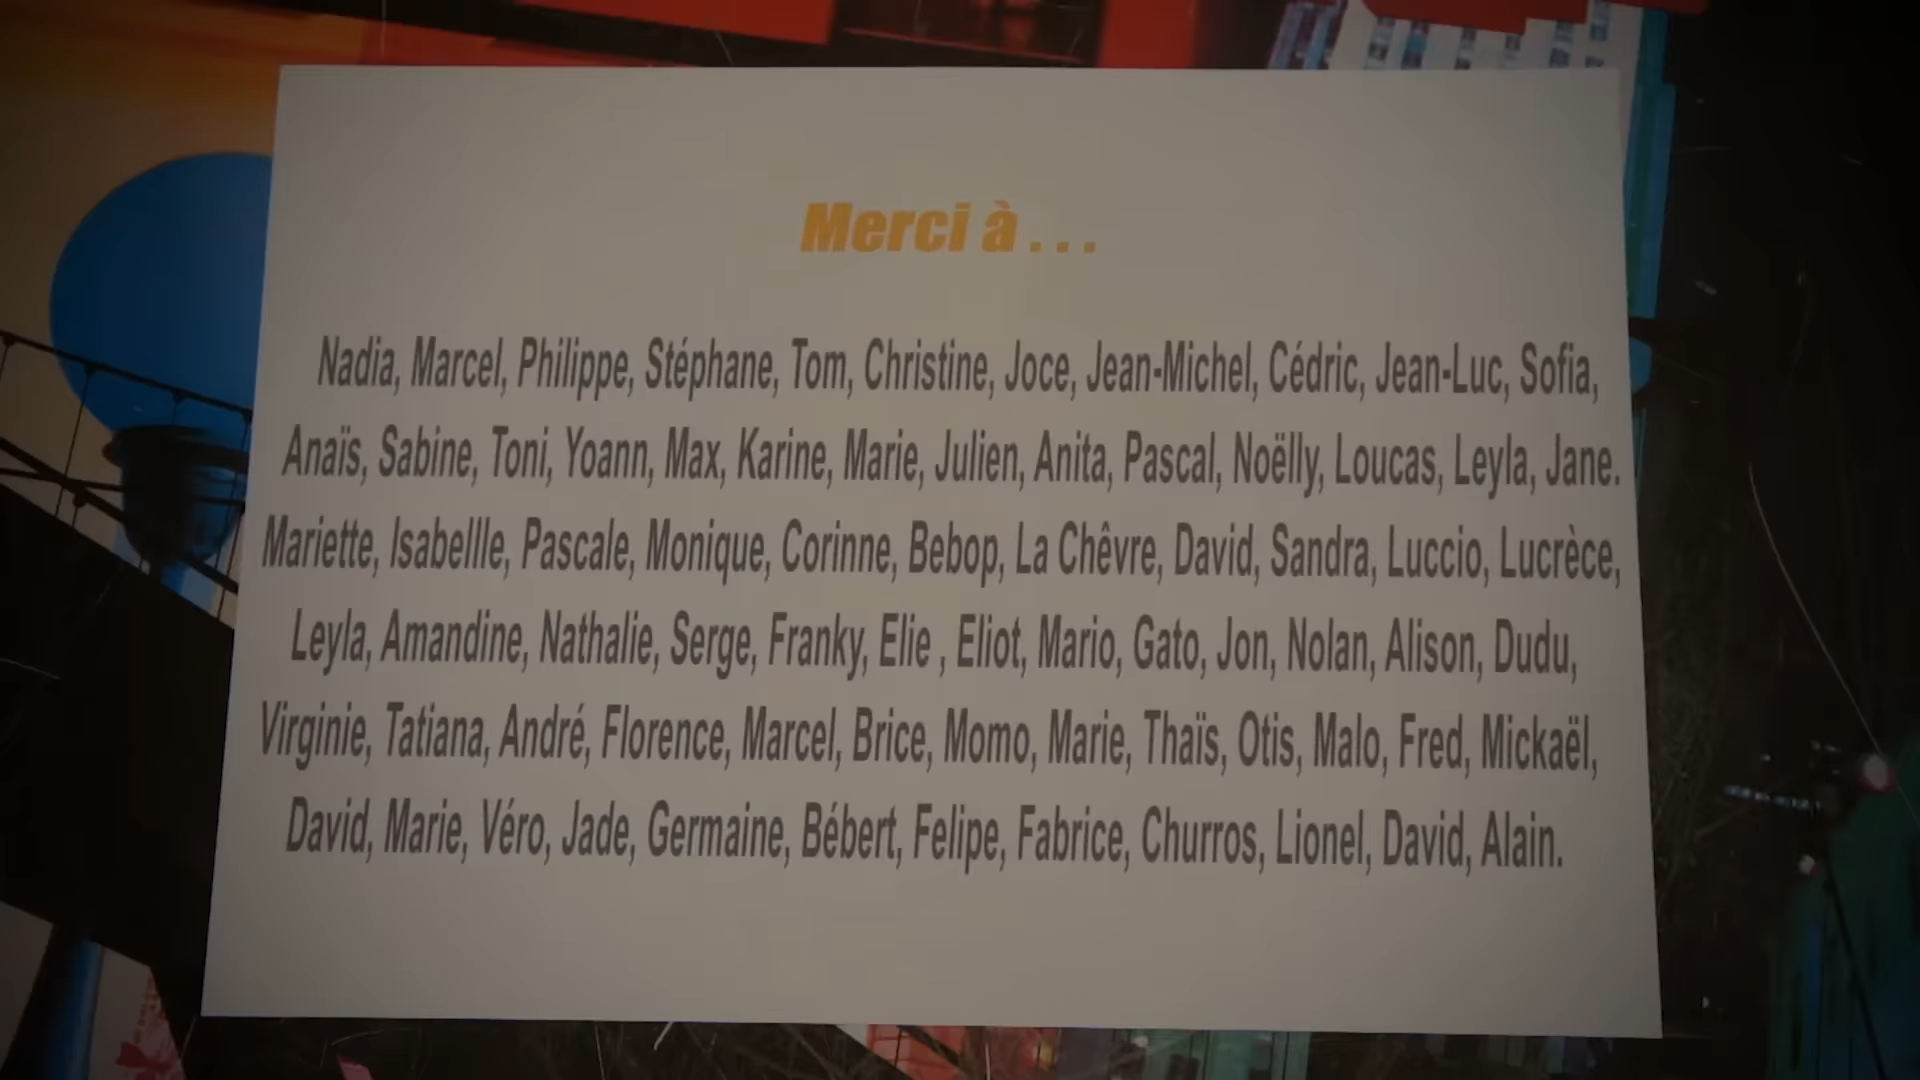 Merci à . . .
Nadia, Marcel, Philippe, Stéphane, Tom, Christine, Joce, Jean-Michel, Cédric, Jean-Luc, Sofia,
Anaïs, Sabine, Toni, Yoann, Max, Karine, Marie, Julien, Anita, Pascal, Noëlly, Loucas, Leyla, Jane.
Mariette, Isabellle, Pascale, Monique, Corinne, Bebop, La Chêvre, David, Sandra, Luccio, Lucrèce,
Leyla, Amandine, Nathalie, Serge, Franky, Elie , Eliot, Mario, Gato, Jon, Nolan, Alison, Dudu,
Virginie, Tatiana, André, Florence, Marcel, Brice, Momo, Marie, Thaïs, Otis, Malo, Fred, Mickaël,
David, Marie, Véro, Jade, Germaine, Bébert, Felipe, Fabrice, Churros, Lionel, David, Alain.